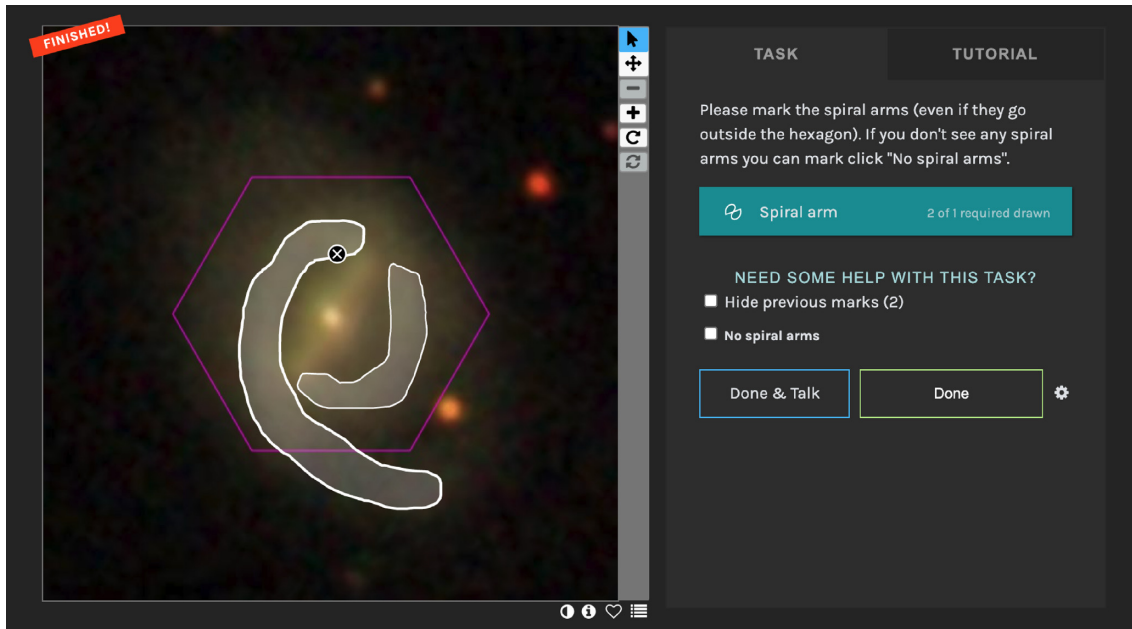 FINISHED!
TASK
TUTORIAL
Please mark the spiral arms (even if they go
outside the hexagon). If you don't see any spiral
arms you can mark click "No spiral arms".
Spiral arm
2 of 1 required drawn
NEED SOME HELP WITH THIS TASK?
Hide previous marks (2)
No spiral arms
Done & Talk
Done